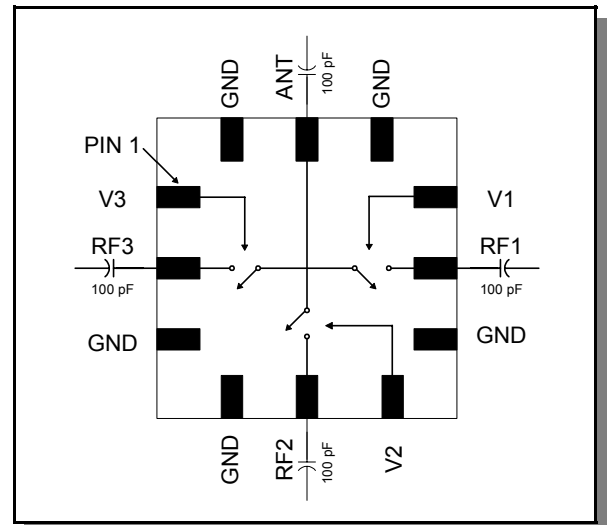 GND
ANT
100 pF
GND
PIN 1
V3
V1
RF3
RF1
100 pF
100 pF
GND
GND
GND
RF2
100 pF
V2